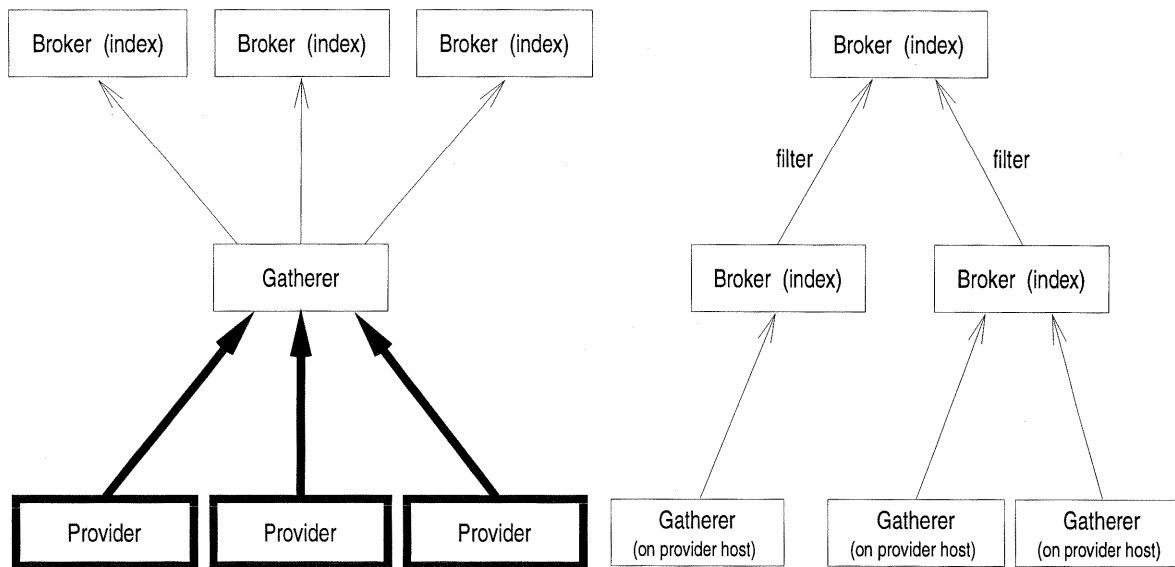 Broker (index)
Broker (index)
Broker (index)
Gatherer
Provider
Provider
Provider
Broker (index)
filter
filter
Broker (index)
Broker (index)
Gatherer
(on provider host)
Gatherer
(on provider host)
Gatherer
(on provider host)